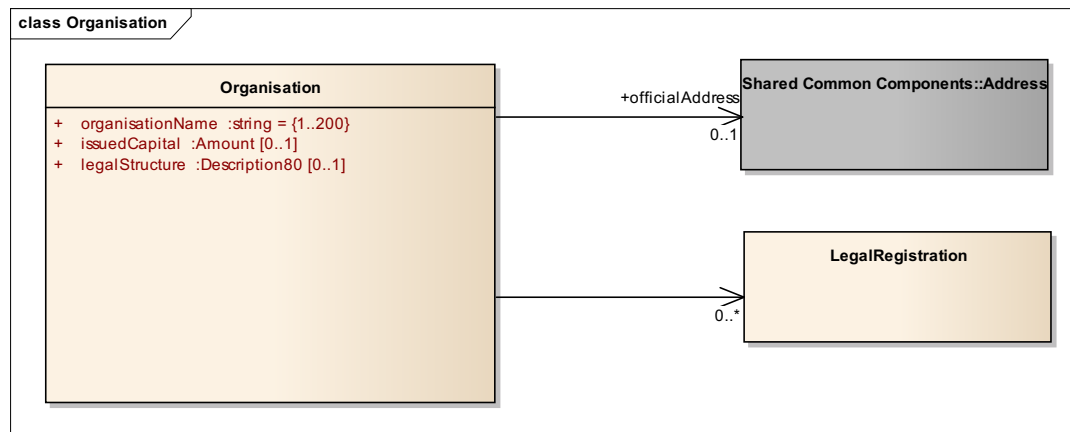 class Organisation
Organisation
+ organisationName :string = {1..200}
+ issuedCapital :Amount [0..1]
+ legalStructure :Description80 [0..1]
+officialAddress
0..1
Shared Common Components::Address
0..*
LegalRegistration